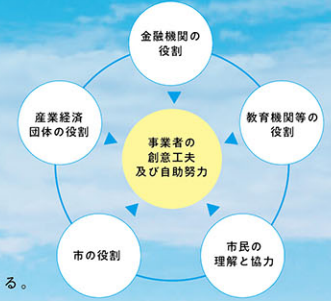 金融機関の
役割
産業経済
団体の役割
教育機関等の
役割
事業者の
創意工夫
及び自助努力
市の役割
市民の
理解と協力
る。